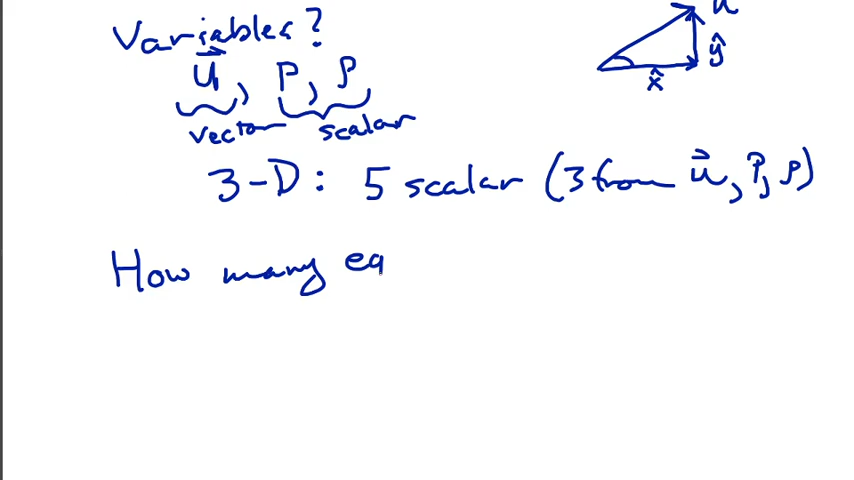 Variables?
u⃗, P, ρ
vector scalar
3-D: 5 scalar (3 from u⃗, P, ρ)
How many eq
u
ŷ
x̂